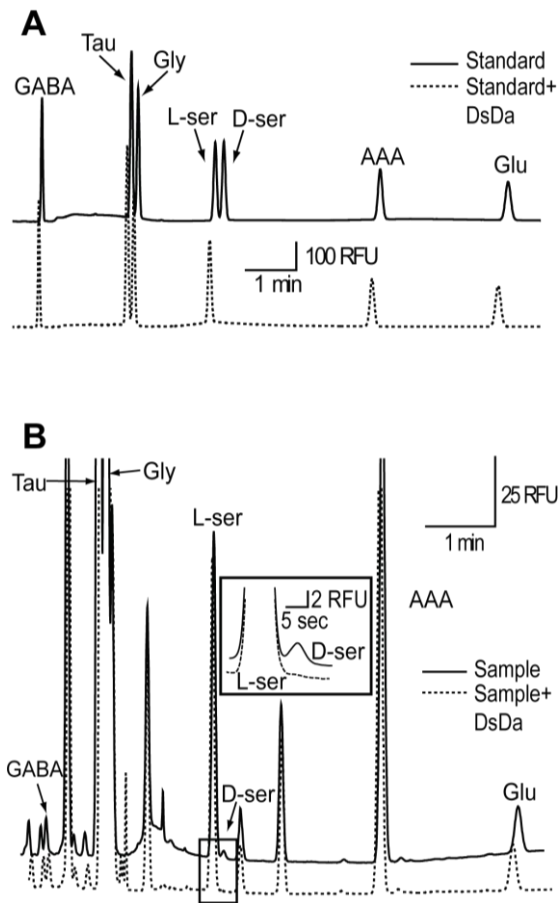 A
Tau
Gly
GABA
L-ser
D-ser
AAA
Glu
Standard
Standard+
DsDa
100 RFU
1 min
B
Tau
Gly
L-ser
25 RFU
1 min
2 RFU
5 sec
D-ser
L-ser
AAA
Sample
Sample+
DsDa
GABA
D-ser
Glu